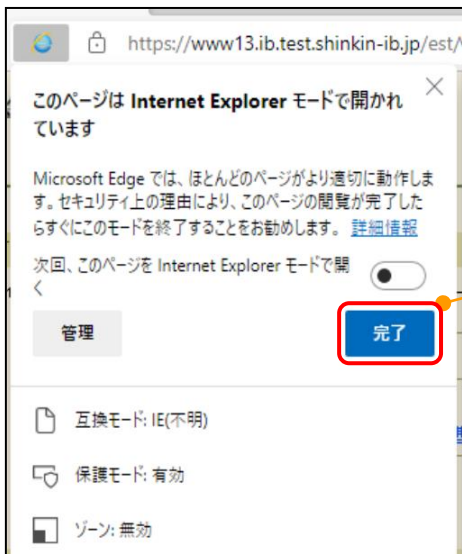 https://www13.ib.test.shinkin-ib.jp/est/
このページは Internet Explorer モードで開かれ
ています
Microsoft Edge では、ほとんどのページがより適切に動作しま
す。セキュリティ上の理由により、このページの閲覧が完了した
らすぐにこのモードを終了することをお勧めします。 詳細情報
次回、このページを Internet Explorer モードで開
く
管理
完了
互換モード: IE(不明)
保護モード: 有効
ゾーン: 無効